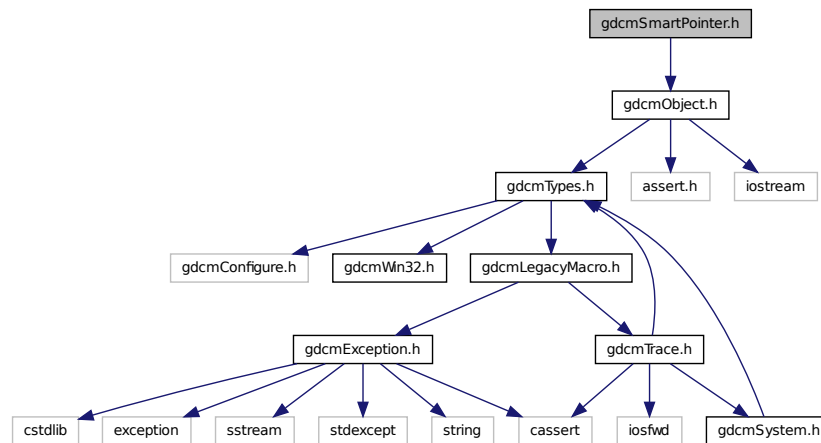 gdcmSmartPointer.h
gdcmObject.h
gdcmTypes.h
assert.h
iostream
gdcmConfigure.h
gdcmWin32.h
gdcmLegacyMacro.h
gdcmException.h
gdcmTrace.h
cstdlib
exception
sstream
stdexcept
string
cassert
iosfwd
gdcmSystem.h